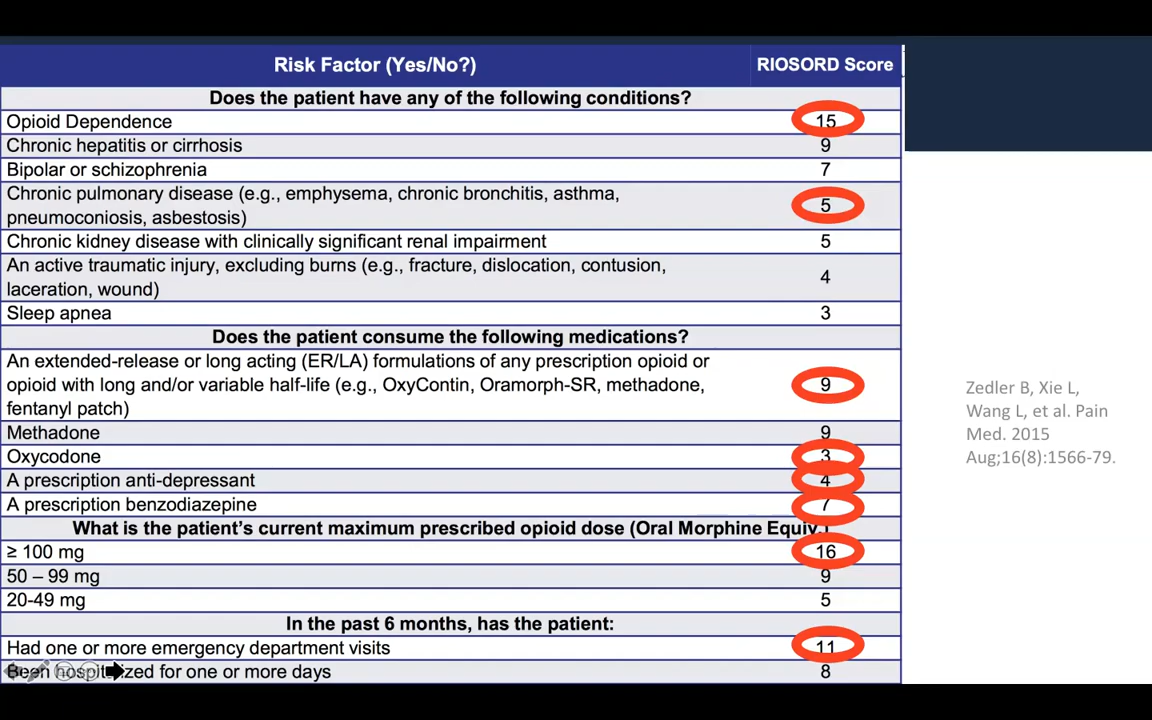 Risk Factor (Yes/No?) RIOSORD Score
Does the patient have any of the following conditions?
Opioid Dependence 15
Chronic hepatitis or cirrhosis 9
Bipolar or schizophrenia 7
Chronic pulmonary disease (e.g., emphysema, chronic bronchitis, asthma,
pneumoconiosis, asbestosis) 5
Chronic kidney disease with clinically significant renal impairment 5
An active traumatic injury, excluding burns (e.g., fracture, dislocation, contusion,
laceration, wound) 4
Sleep apnea 3
Does the patient consume the following medications?
An extended-release or long acting (ER/LA) formulations of any prescription opioid or
opioid with long and/or variable half-life (e.g., OxyContin, Oramorph-SR, methadone, 9
fentanyl patch)
Methadone 9
Oxycodone 3
A prescription anti-depressant 4
A prescription benzodiazepine 7
What is the patient's current maximum prescribed opioid dose (Oral Morphine Equiv.)
≥ 100 mg 16
50 – 99 mg 9
20-49 mg 5
In the past 6 months, has the patient:
Had one or more emergency department visits 11
Been hospitalized for one or more days 8
Zedler B, Xie L,
Wang L, et al. Pain
Med. 2015
Aug;16(8):1566-79.